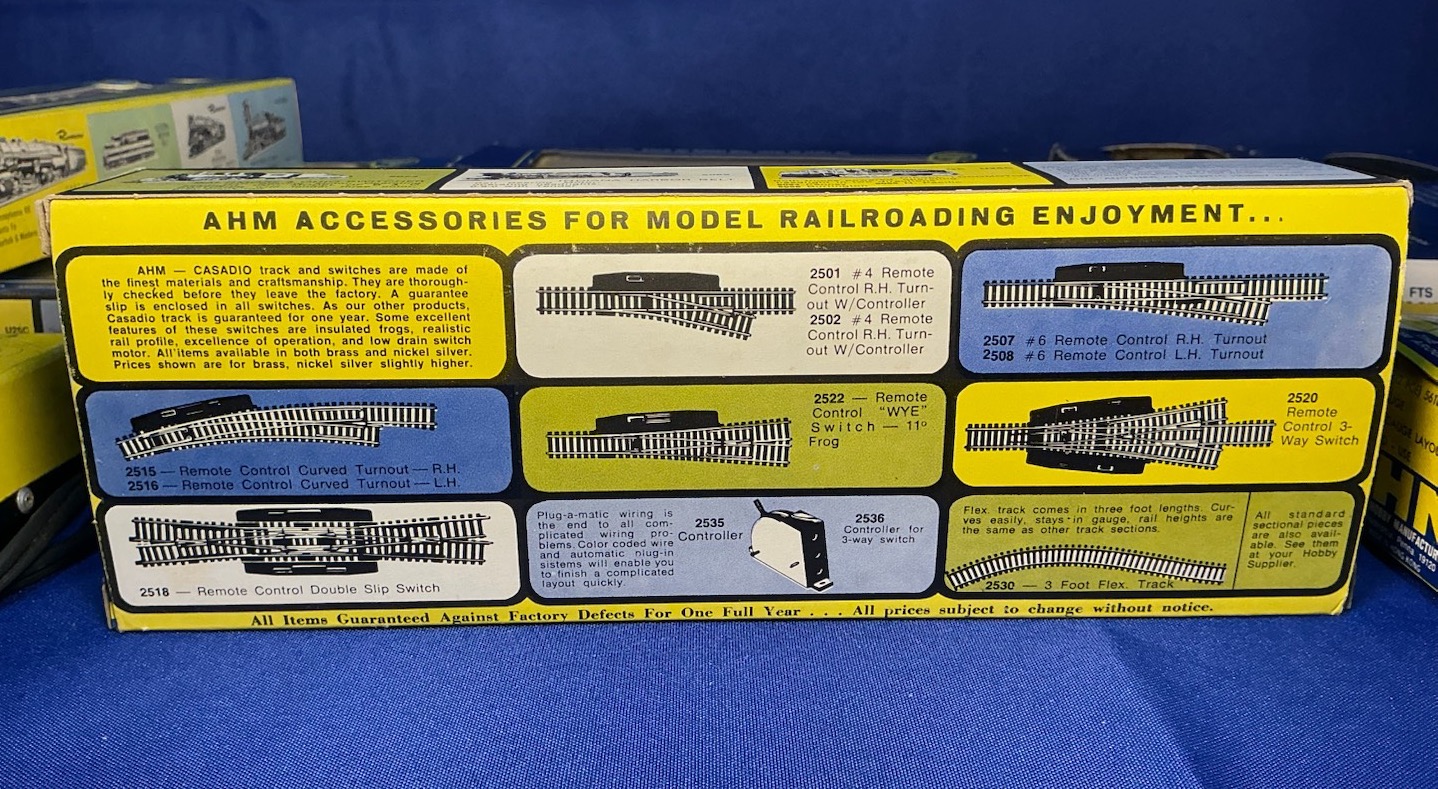 AHM ACCESSORIES FOR MODEL RAILROADING ENJOYMENT...
AHM — CASADIO track and switches are made of
the finest materials and craftsmanship. They are thorough-
ly checked before they leave the factory. A guarantee
slip is enclosed in all switches. As our other products,
Casadio track is guaranteed for one year. Some excellent
features of these switches are insulated frogs, realistic
rail profile, excellence of operation, and low drain switch
motor. All items available in both brass and nickel silver.
Prices shown are for brass, nickel silver slightly higher.
2501 #4 Remote
Control R.H. Turn-
out W/Controller
2502 #4 Remote
Control R.H. Turn-
out W/Controller
2507 #6 Remote Control R.H. Turnout
2508 #6 Remote Control L.H. Turnout
2515 — Remote Control Curved Turnout — R.H.
2516 — Remote Control Curved Turnout — L.H.
2522 — Remote
Control "WYE"
Switch — 11º
Frog
2520
Remote
Control 3-
Way Switch
2518 — Remote Control Double Slip Switch
Plug-a-matic wiring is
the end to all com-
plicated wiring pro-
blems. Color coded wire
and automatic niug-in
sistems will enable you
to finish a complicated
layout quickly.
2535
Controller
2536
Controller for
3-way switch
Flex. track comes in three foot lengths. Cur-
ves easily, stays in gauge, rail heights are
the same as other track sections.
2530 — 3 Foot Flex. Track
All standard
sectional pieces
are also avail-
able. See them
at your Hobby
Supplier.
All Items Guaranteed Against Factory Defects For One Full Year . . . All prices subject to change without notice.
U25C
FTS